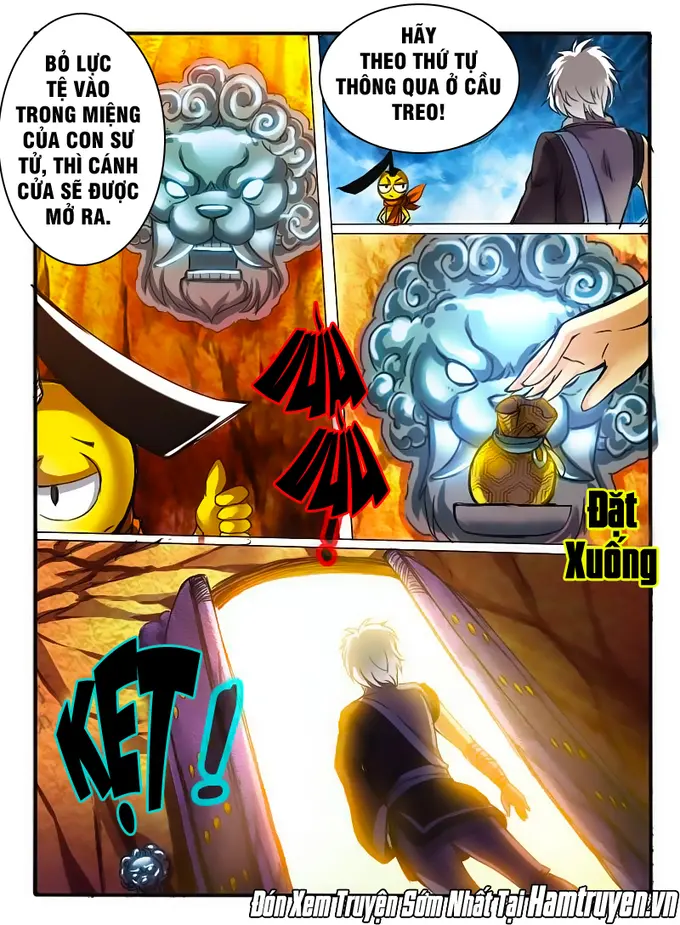 BỎ LỰC
TỆ VÀO
TRONG MIỆNG
CỦA CON SƯ
TỬ, THÌ CÁNH
CỬA SẼ ĐƯỢC
MỞ RA.
HÃY
THEO THỨ TỰ
THÔNG QUA Ở CẦU
TREO!
Đặt
Xuống
KẸT!
Đón Xem Truyện Sớm Nhất Tại Hamtruyen.vn